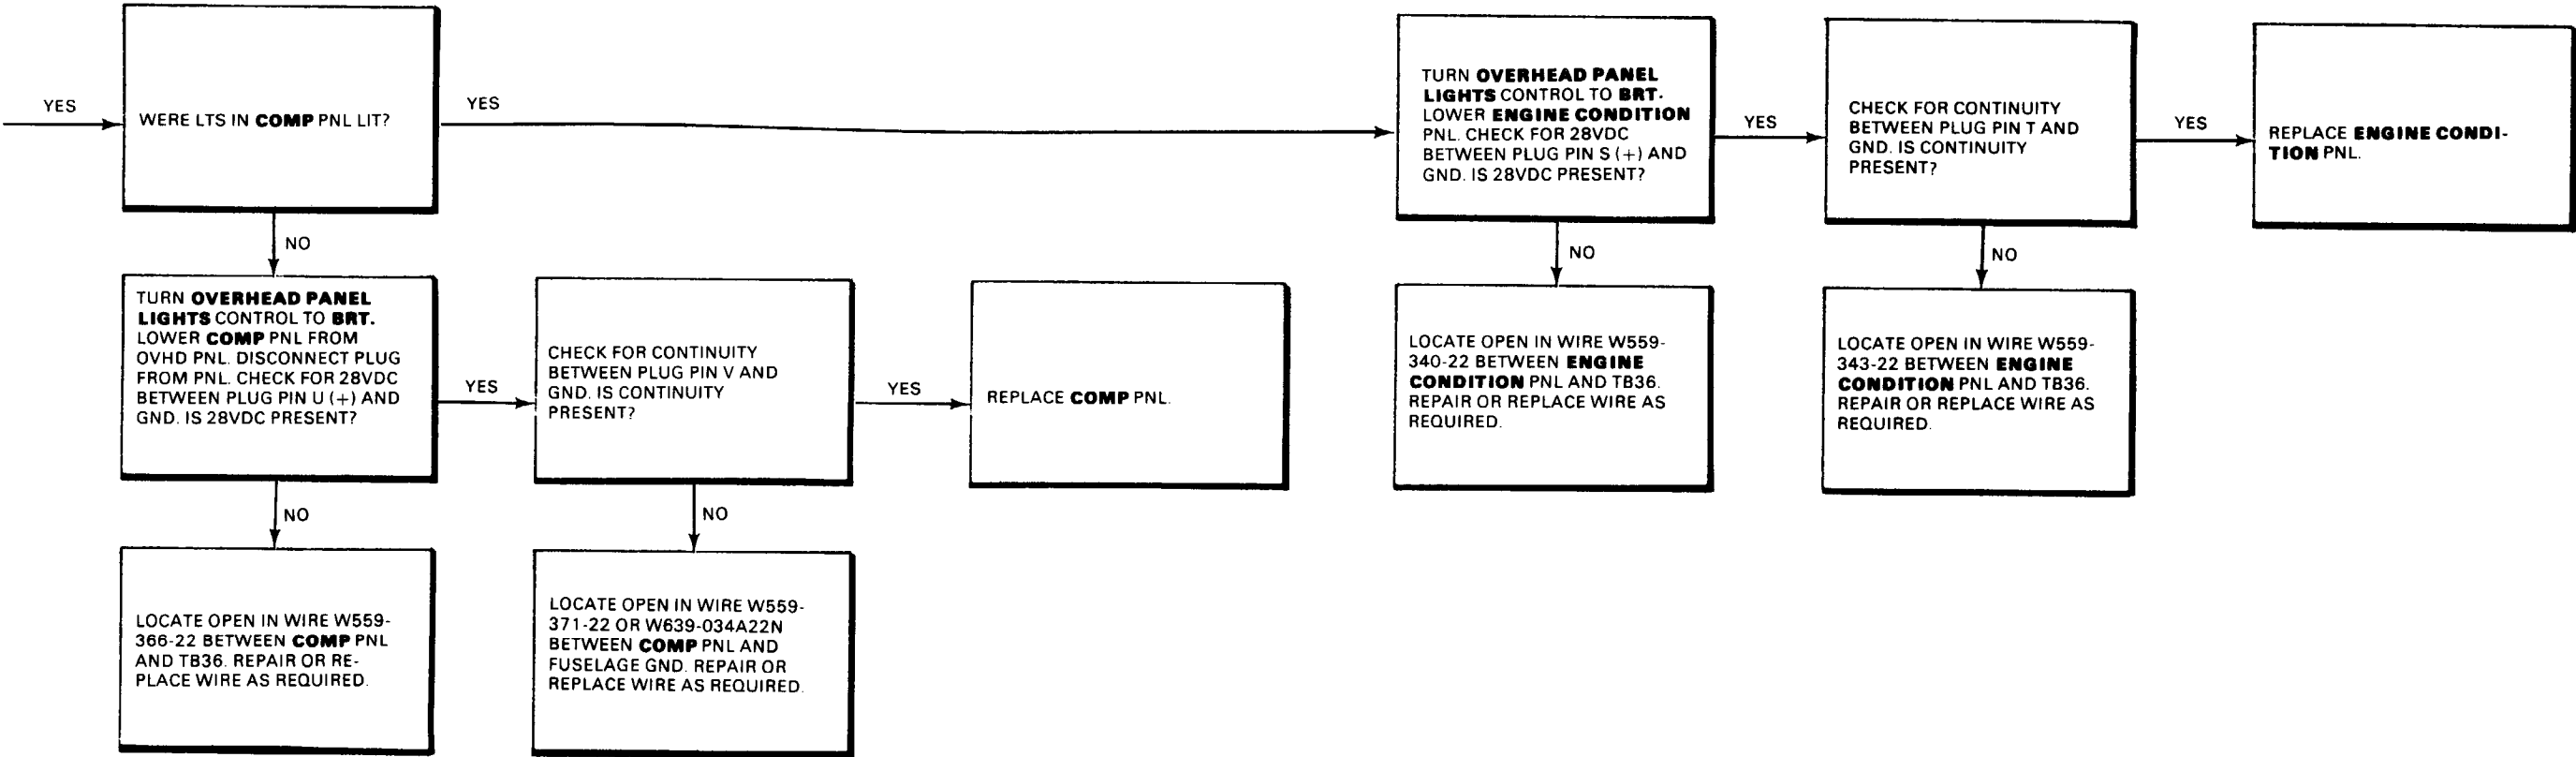 YES
WERE LTS IN COMP PNL LIT?
YES
TURN OVERHEAD PANEL
LIGHTS CONTROL TO BRT.
LOWER ENGINE CONDITION
PNL. CHECK FOR 28VDC
BETWEEN PLUG PIN S (+) AND
GND. IS 28VDC PRESENT?
YES
CHECK FOR CONTINUITY
BETWEEN PLUG PIN T AND
GND. IS CONTINUITY
PRESENT?
YES
REPLACE ENGINE CONDI-
TION PNL.
NO
NO
NO
TURN OVERHEAD PANEL
LIGHTS CONTROL TO BRT.
LOWER COMP PNL FROM
OVHD PNL. DISCONNECT PLUG
FROM PNL. CHECK FOR 28VDC
BETWEEN PLUG PIN U (+) AND
GND. IS 28VDC PRESENT?
YES
CHECK FOR CONTINUITY
BETWEEN PLUG PIN V AND
GND. IS CONTINUITY
PRESENT?
YES
REPLACE COMP PNL.
LOCATE OPEN IN WIRE W559-
340-22 BETWEEN ENGINE
CONDITION PNL AND TB36.
REPAIR OR REPLACE WIRE AS
REQUIRED.
LOCATE OPEN IN WIRE W559-
343-22 BETWEEN ENGINE
CONDITION PNL AND TB36.
REPAIR OR REPLACE WIRE AS
REQUIRED.
NO
NO
LOCATE OPEN IN WIRE W559-
366-22 BETWEEN COMP PNL
AND TB36. REPAIR OR RE-
PLACE WIRE AS REQUIRED.
LOCATE OPEN IN WIRE W559-
371-22 OR W639-034A22N
BETWEEN COMP PNL AND
FUSELAGE GND. REPAIR OR
REPLACE WIRE AS REQUIRED.